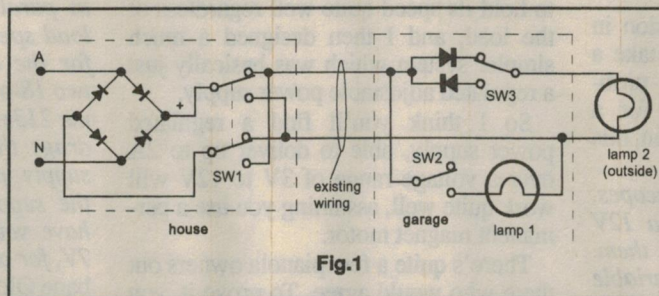 A
N
+
SW1
house
existing
wiring
SW3
SW2
garage
lamp 1
lamp 2
(outside)
Fig.1